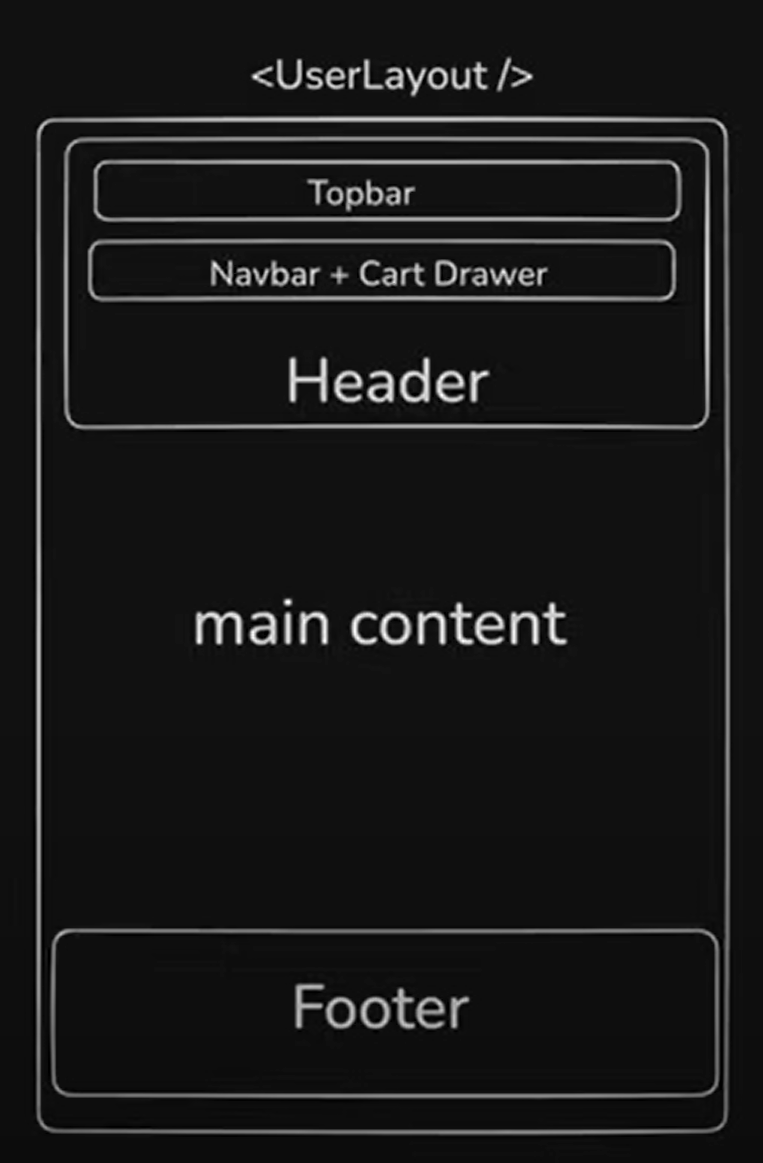 <UserLayout />
Topbar
Navbar + Cart Drawer
Header
main content
Footer